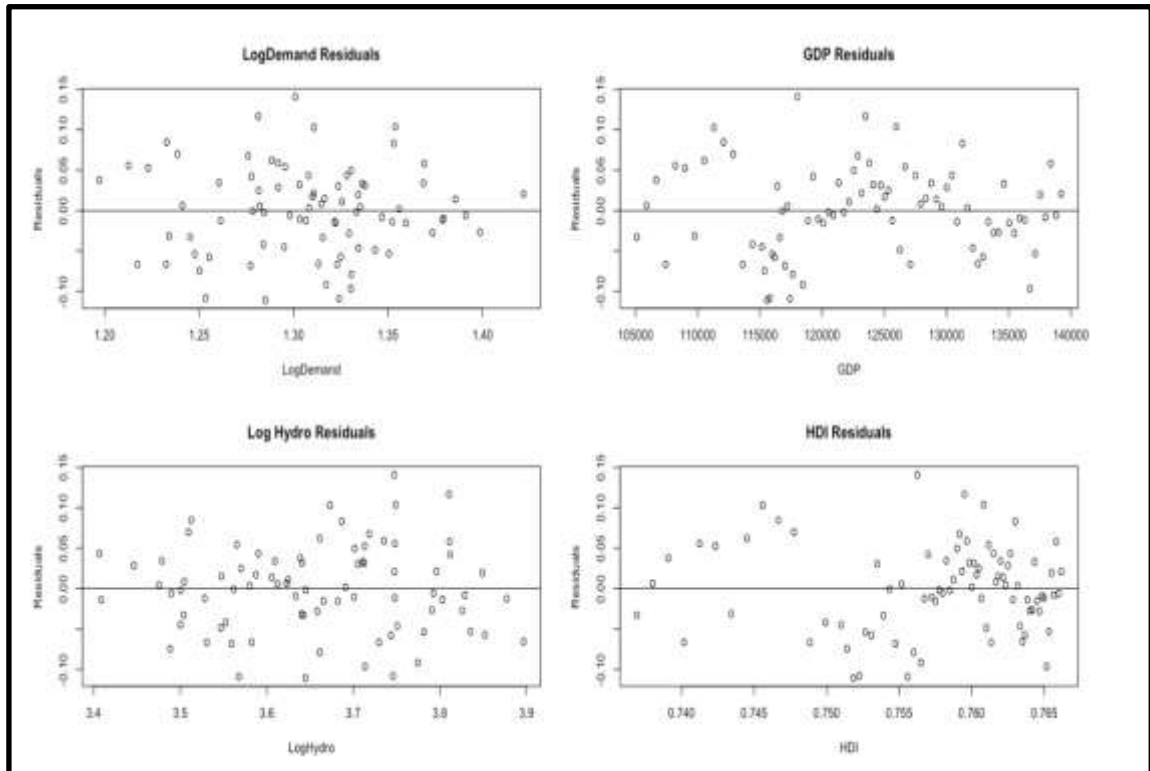 LogDemand Residuals
Residuals
0.15
0.10
0.05
0.00
-0.10
1.20 1.25 1.30 1.35 1.40
LogDemand
GDP Residuals
Residuals
0.15
0.10
0.05
0.00
-0.10
105000 110000 115000 120000 125000 130000 135000 140000
GDP
Log Hydro Residuals
Residuals
0.15
0.10
0.05
0.00
-0.10
3.4 3.5 3.6 3.7 3.8 3.9
LogHydro
HDI Residuals
Residuals
0.15
0.10
0.05
0.00
-0.10
0.740 0.745 0.750 0.755 0.760 0.765
HDI